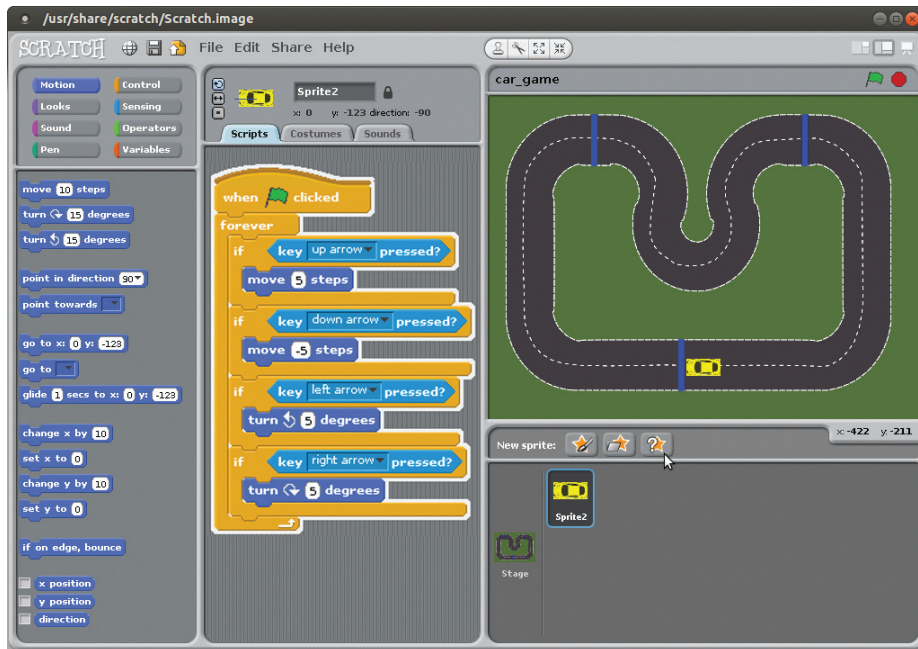 /usr/share/scratch/Scratch.image
SCRATCH File Edit Share Help
Motion Control
Looks Sensing
Sound Operators
Pen Variables
move 10 steps
turn 15 degrees
turn 15 degrees
point in direction 90
point towards
go to x: 0 y: -123
go to
glide 1 secs to x: 0 y: -123
change x by 10
set x to 0
change y by 10
set y to 0
if on edge, bounce
x position
y position
direction
Sprite2
x: 0 y: -123 direction: -90
Scripts Costumes Sounds
when clicked
forever
if key up arrow pressed?
move 5 steps
if key down arrow pressed?
move -5 steps
if key left arrow pressed?
turn 5 degrees
if key right arrow pressed?
turn 5 degrees
car_game
x: -422 y: -211
New sprite:
Sprite2
Stage